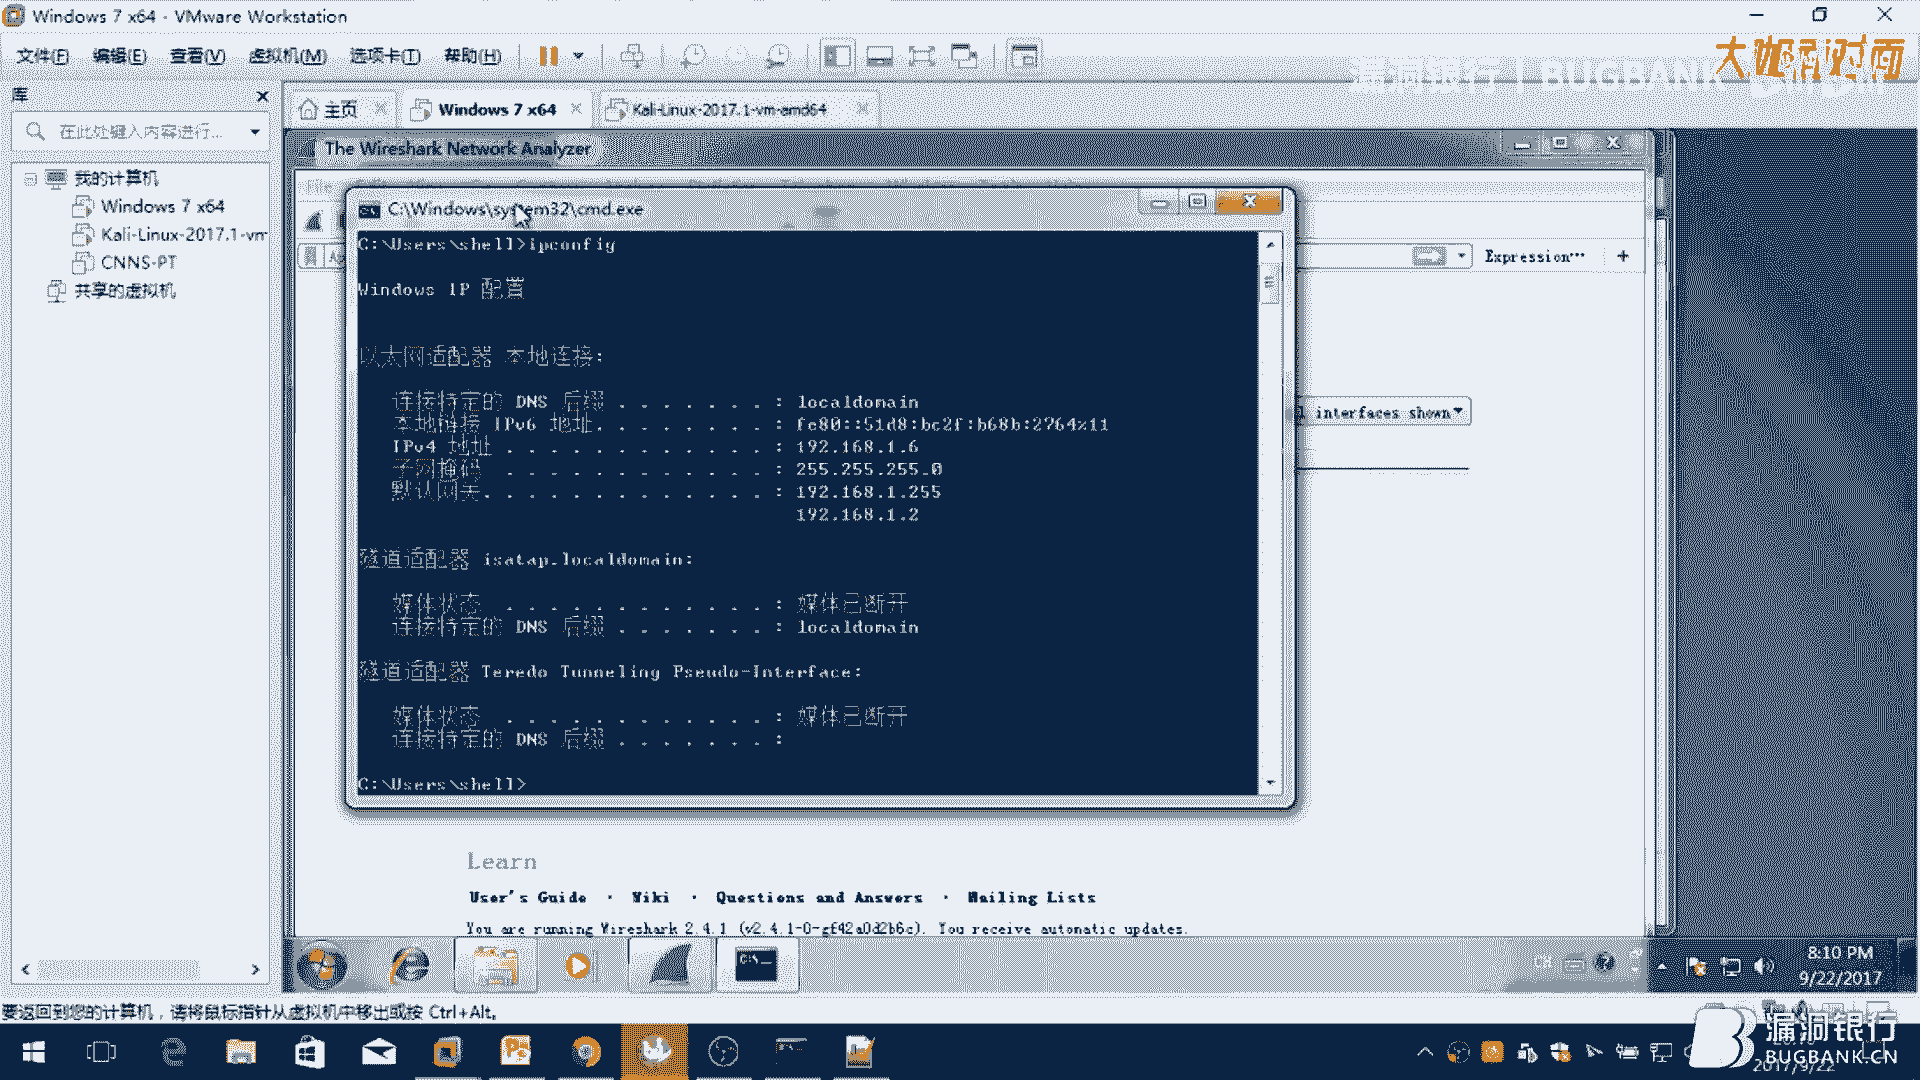 Windows 7 x64 - VMware Workstation
文件(F) 编辑(E) 查看(V) 虚拟机(M) 选项卡(T) 帮助(H)
漏洞银行 | BUGBANK
库
在此处键入内容进行...
主页
Windows 7 x64
Kali-Linux-2017.1-vm-amd64
我的计算机
Windows 7 x64
Kali-Linux-2017.1-vm
CNNS-PT
共享的虚拟机
The Wireshark Network Analyzer
C:\Windows\system32\cmd.exe
Expression…
interfaces shown
C:\Users\shell>ipconfig
Windows IP 配置
以太网适配器 本地连接:
连接特定的 DNS 后缀 . . . . . . . : localdomain
本地链接 IPv6 地址. . . . . . . . : fe80::51d8:bc2f:b68b:2764%11
IPv4 地址 . . . . . . . . . . . . : 192.168.1.6
子网掩码 . . . . . . . . . . . . : 255.255.255.0
默认网关. . . . . . . . . . . . . : 192.168.1.255
192.168.1.2
隧道适配器 isatap.localdomain:
媒体状态 . . . . . . . . . . . . : 媒体已断开
连接特定的 DNS 后缀 . . . . . . . : localdomain
隧道适配器 Teredo Tunneling Pseudo-Interface:
媒体状态 . . . . . . . . . . . . : 媒体已断开
连接特定的 DNS 后缀 . . . . . . . :
C:\Users\shell>
Learn
User's Guide · Wiki · Questions and Answers · Mailing Lists
You are running Wireshark 2.4.1 (v2.4.1-0-gf42a0d2b6c). You receive automatic updates.
CH
8:10 PM
9/22/2017
要返回到您的计算机，请将鼠标指针从虚拟机中移出或按 Ctrl+Alt。
漏洞银行
BUGBANK.CN
2017/9/22